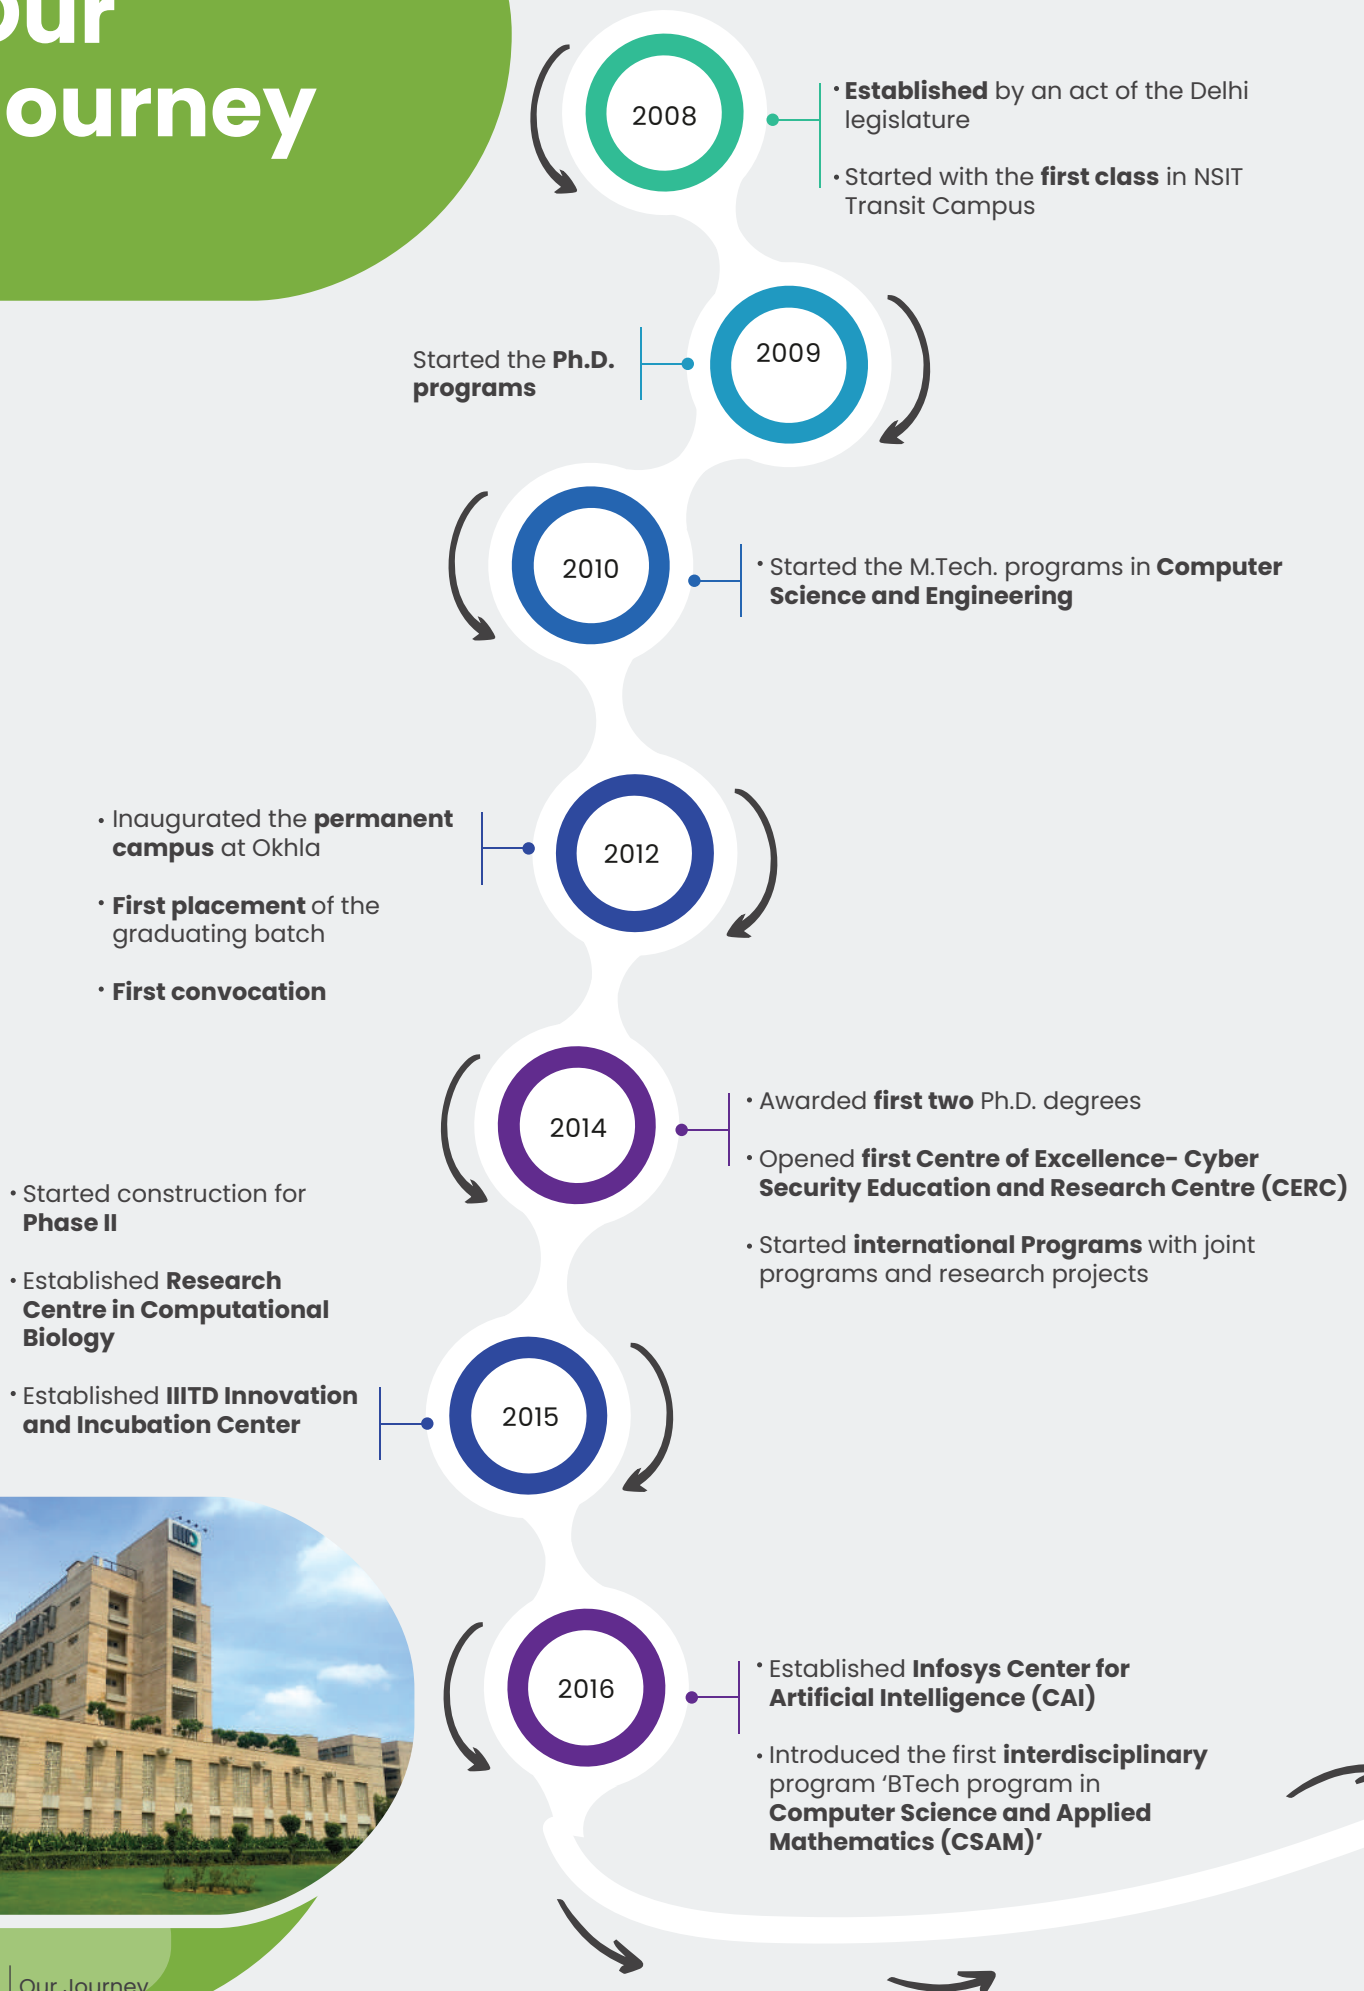 Our
ourney
2008
• Established by an act of the Delhi
legislature
• Started with the first class in NSIT
Transit Campus
2009
Started the Ph.D.
programs
2010
• Started the M.Tech. programs in Computer
Science and Engineering
2012
• Inaugurated the permanent
campus at Okhla
• First placement of the
graduating batch
• First convocation
2014
• Awarded first two Ph.D. degrees
• Opened first Centre of Excellence- Cyber
Security Education and Research Centre (CERC)
• Started international Programs with joint
programs and research projects
2015
• Started construction for
Phase II
• Established Research
Centre in Computational
Biology
• Established IIITD Innovation
and Incubation Center
IIITD
2016
• Established Infosys Center for
Artificial Intelligence (CAI)
• Introduced the first interdisciplinary
program ‘BTech program in
Computer Science and Applied
Mathematics (CSAM)’
Our Journey